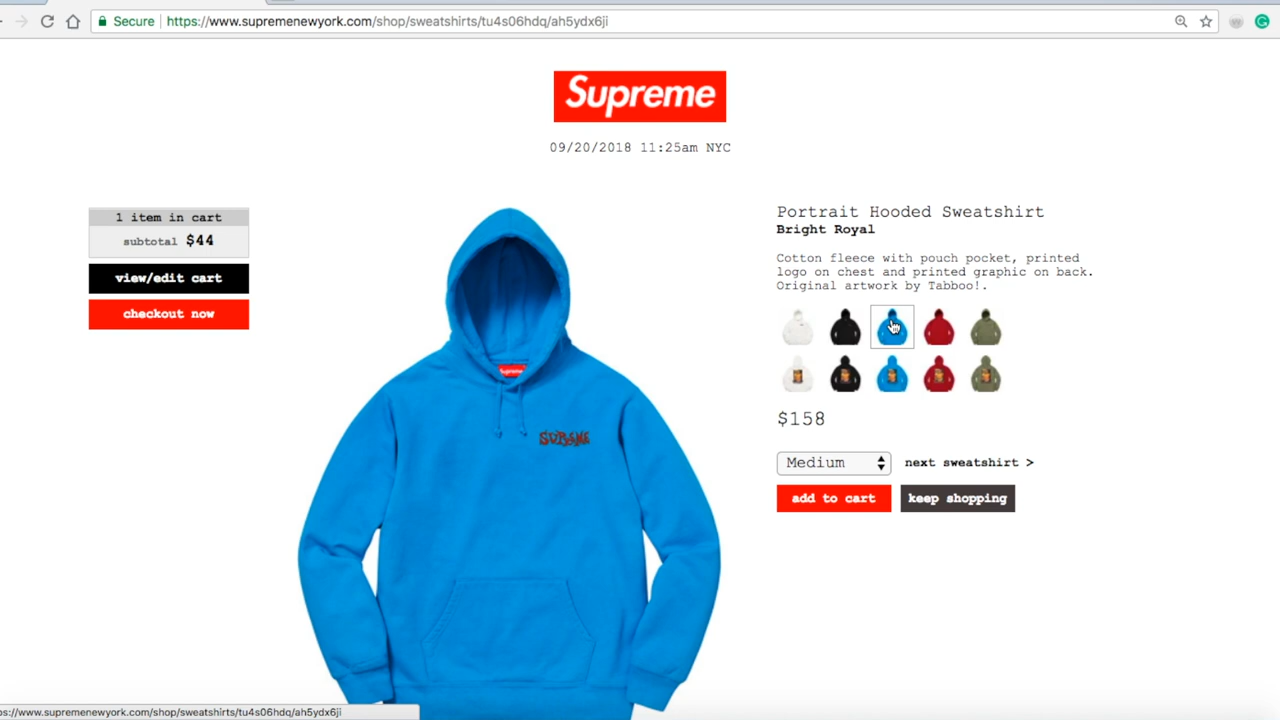 Secure https://www.supremenewyork.com/shop/sweatshirts/tu4s06hdq/ah5ydx6ji
Supreme
09/20/2018 11:25am NYC
1 item in cart
subtotal $44
view/edit cart
checkout now
Supreme
SUPREME
Portrait Hooded Sweatshirt
Bright Royal
Cotton fleece with pouch pocket, printed
logo on chest and printed graphic on back.
Original artwork by Tabboo!.
$158
Medium
next sweatshirt >
add to cart
keep shopping
ps://www.supremenewyork.com/shop/sweatshirts/tu4s06hdq/ah5ydx6ji